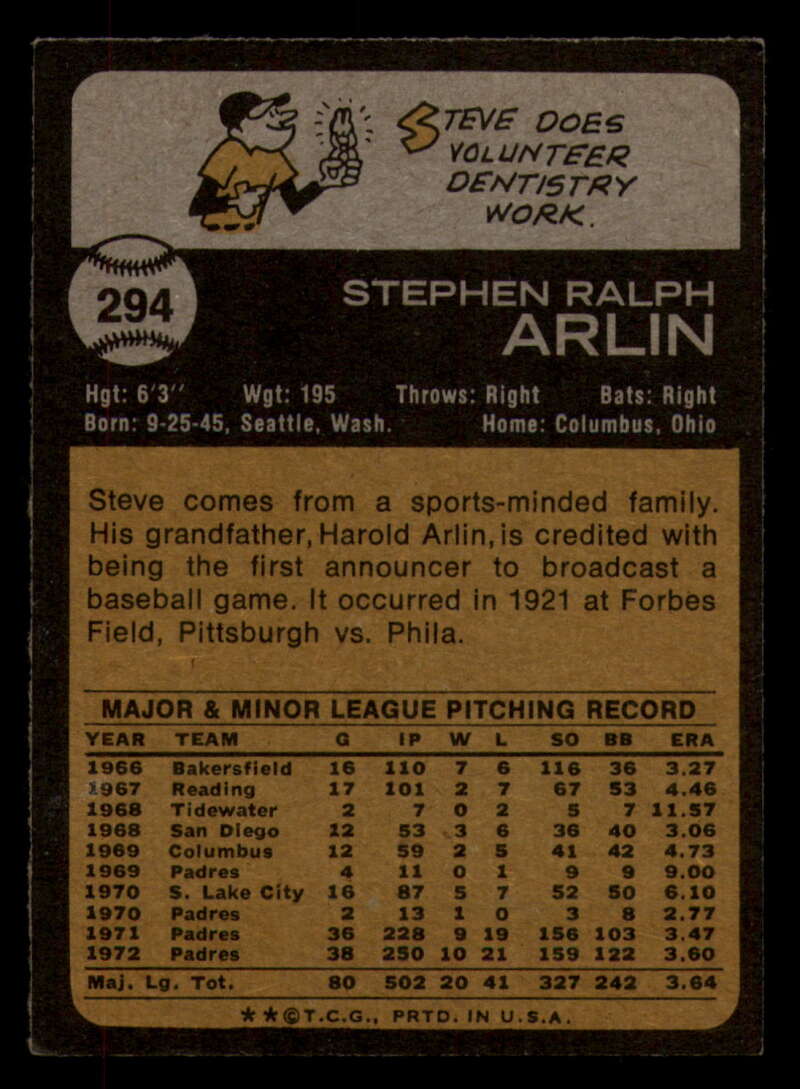 STEVE DOES
VOLUNTEER
DENTISTRY
WORK.
294
STEPHEN RALPH
ARLIN
Hgt: 6'3" Wgt: 195 Throws: Right Bats: Right
Born: 9-25-45, Seattle, Wash. Home: Columbus, Ohio
Steve comes from a sports-minded family.
His grandfather, Harold Arlin, is credited with
being the first announcer to broadcast a
baseball game. It occurred in 1921 at Forbes
Field, Pittsburgh vs. Phila.
MAJOR & MINOR LEAGUE PITCHING RECORD
YEAR TEAM G IP W L SO BB ERA
1966 Bakersfield 16 110 7 6 116 36 3.27
1967 Reading 17 101 2 7 67 53 4.46
1968 Tidewater 2 7 0 2 5 7 11.57
1968 San Diego 12 53 3 6 36 40 3.06
1969 Columbus 12 59 2 5 41 42 4.73
1969 Padres 4 11 0 1 9 9 9.00
1970 S. Lake City 16 87 5 7 52 50 6.10
1970 Padres 2 13 1 0 3 8 2.77
1971 Padres 36 228 9 19 156 103 3.47
1972 Padres 38 250 10 21 159 122 3.60
Maj. Lg. Tot. 80 502 20 41 327 242 3.64
**©T.C.G., PRTD. IN U.S.A.